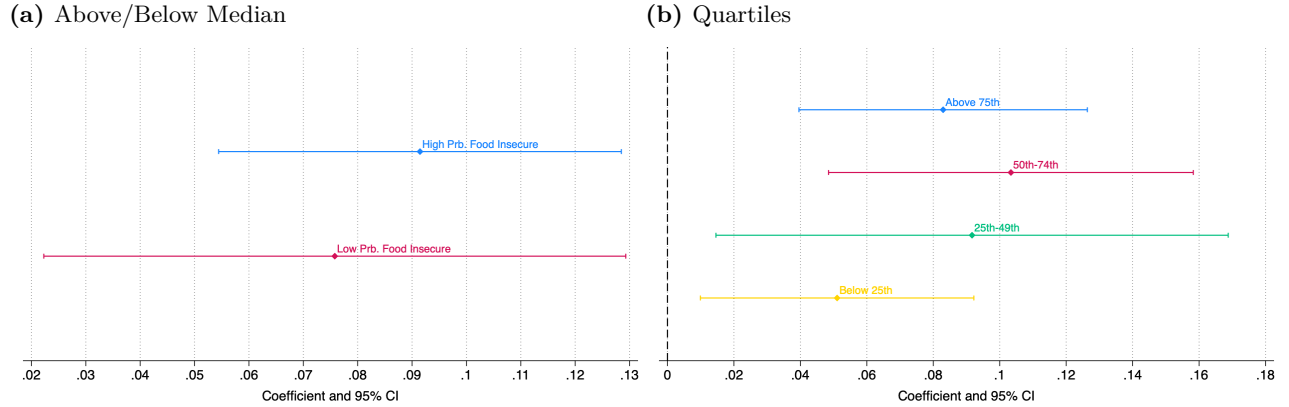 (a) Above/Below Median
High Prb. Food Insecure
Low Prb. Food Insecure
.02 .03 .04 .05 .06 .07 .08 .09 .1 .11 .12 .13
Coefficient and 95% CI
(b) Quartiles
Above 75th
50th-74th
25th-49th
Below 25th
0 .02 .04 .06 .08 .1 .12 .14 .16 .18
Coefficient and 95% CI